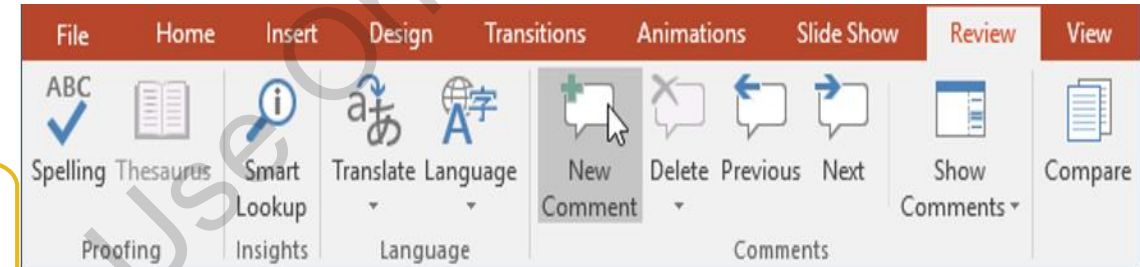 File Home Insert Design Transitions Animations Slide Show Review View
ABC
Spelling Thesaurus Smart Lookup Translate Language New Comment Delete Previous Next Show Comments Compare
Proofing Insights Language Comments
Use